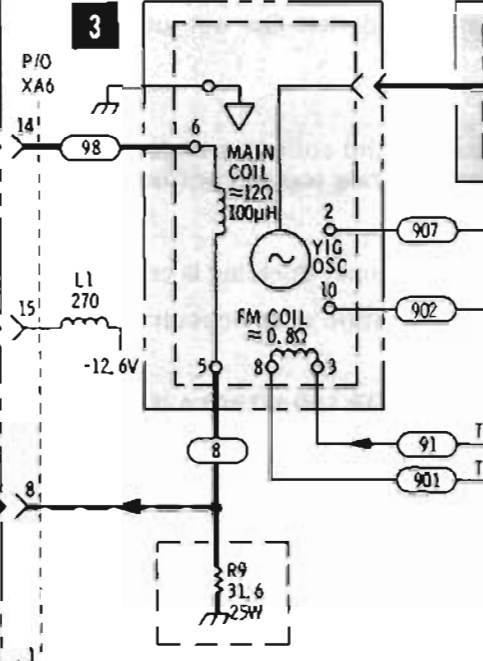 3
P/O
XA6
14
98
6
MAIN
COIL
≈12Ω
100μH
2
907
YIG
OSC
10
902
15
L1
270
-12.6V
FM COIL
≈0.8Ω
5
8
3
8
91
T
901
T
8
R9
31.6
.25W
1